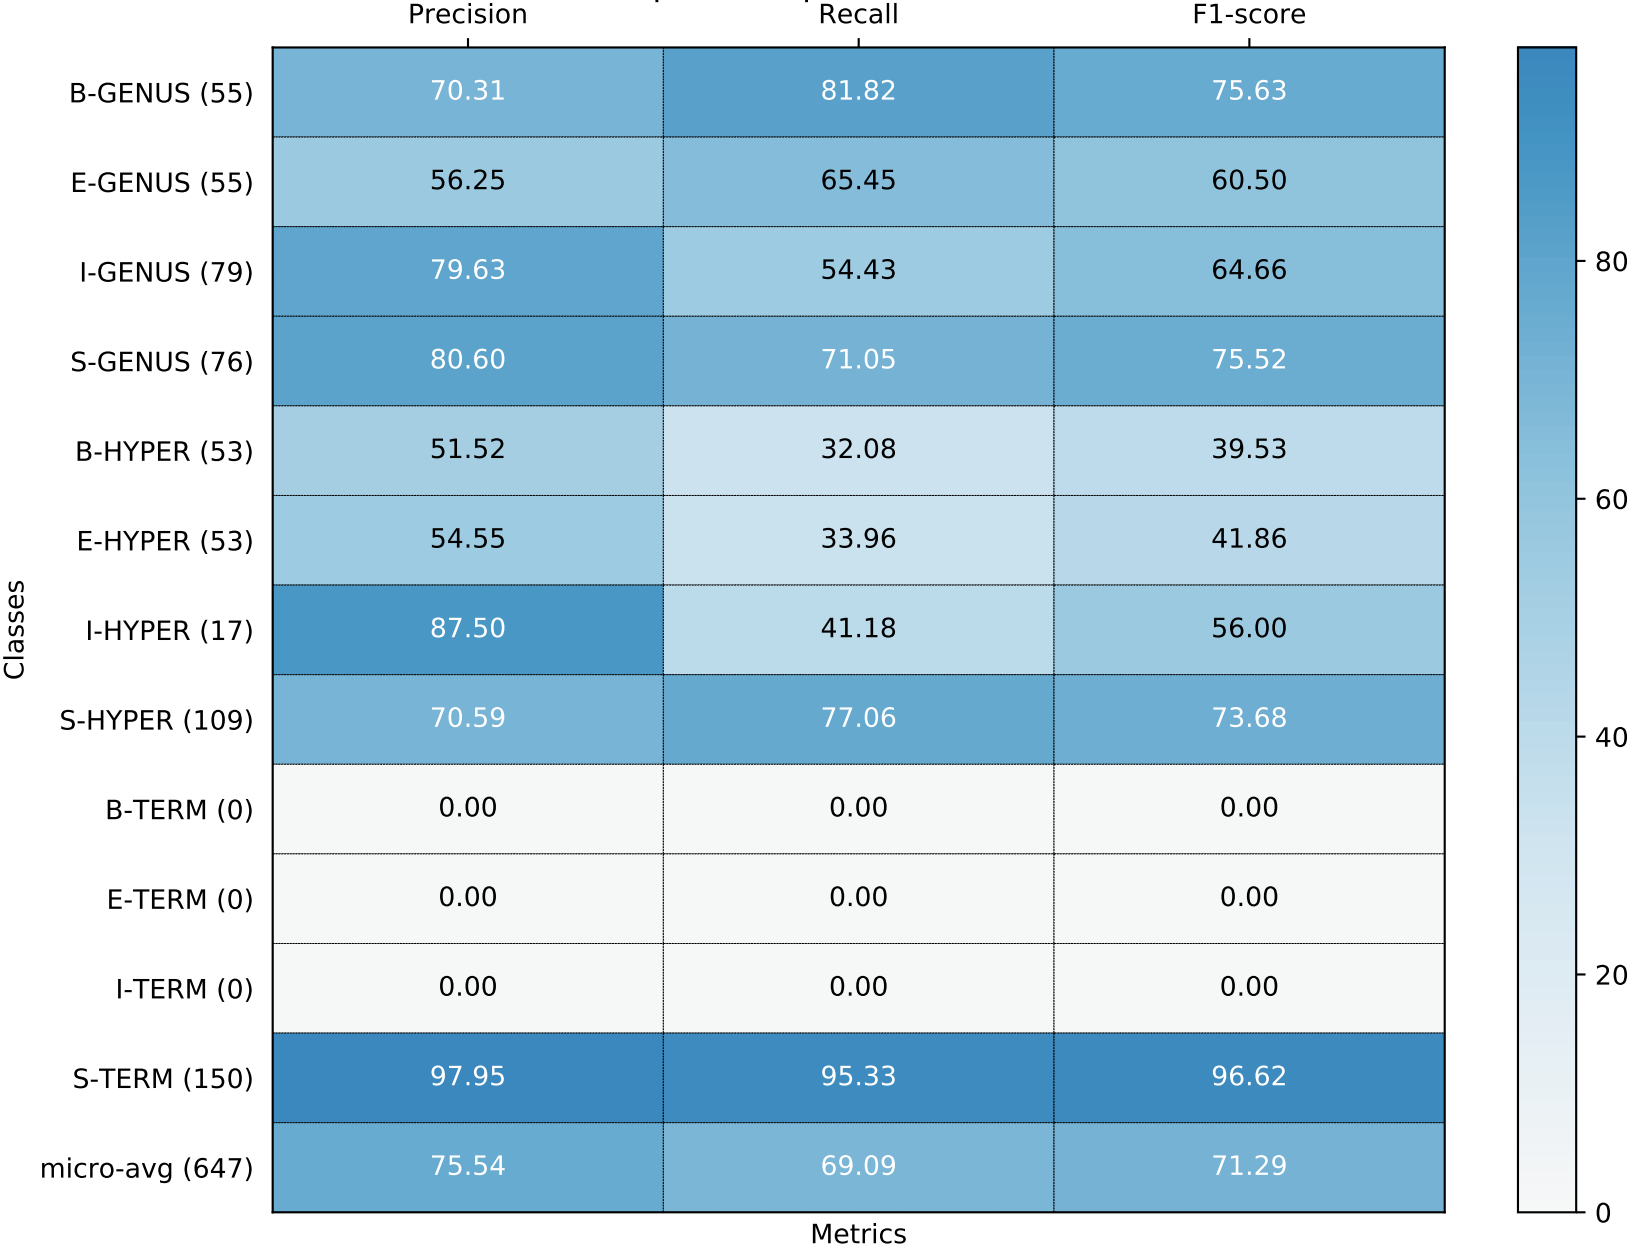 Precision Recall F1-score
B-GENUS (55) 70.31 81.82 75.63
E-GENUS (55) 56.25 65.45 60.50
I-GENUS (79) 79.63 54.43 64.66
S-GENUS (76) 80.60 71.05 75.52
B-HYPER (53) 51.52 32.08 39.53
E-HYPER (53) 54.55 33.96 41.86
I-HYPER (17) 87.50 41.18 56.00
S-HYPER (109) 70.59 77.06 73.68
B-TERM (0) 0.00 0.00 0.00
E-TERM (0) 0.00 0.00 0.00
I-TERM (0) 0.00 0.00 0.00
S-TERM (150) 97.95 95.33 96.62
micro-avg (647) 75.54 69.09 71.29
Classes
Metrics
80
60
40
20
0